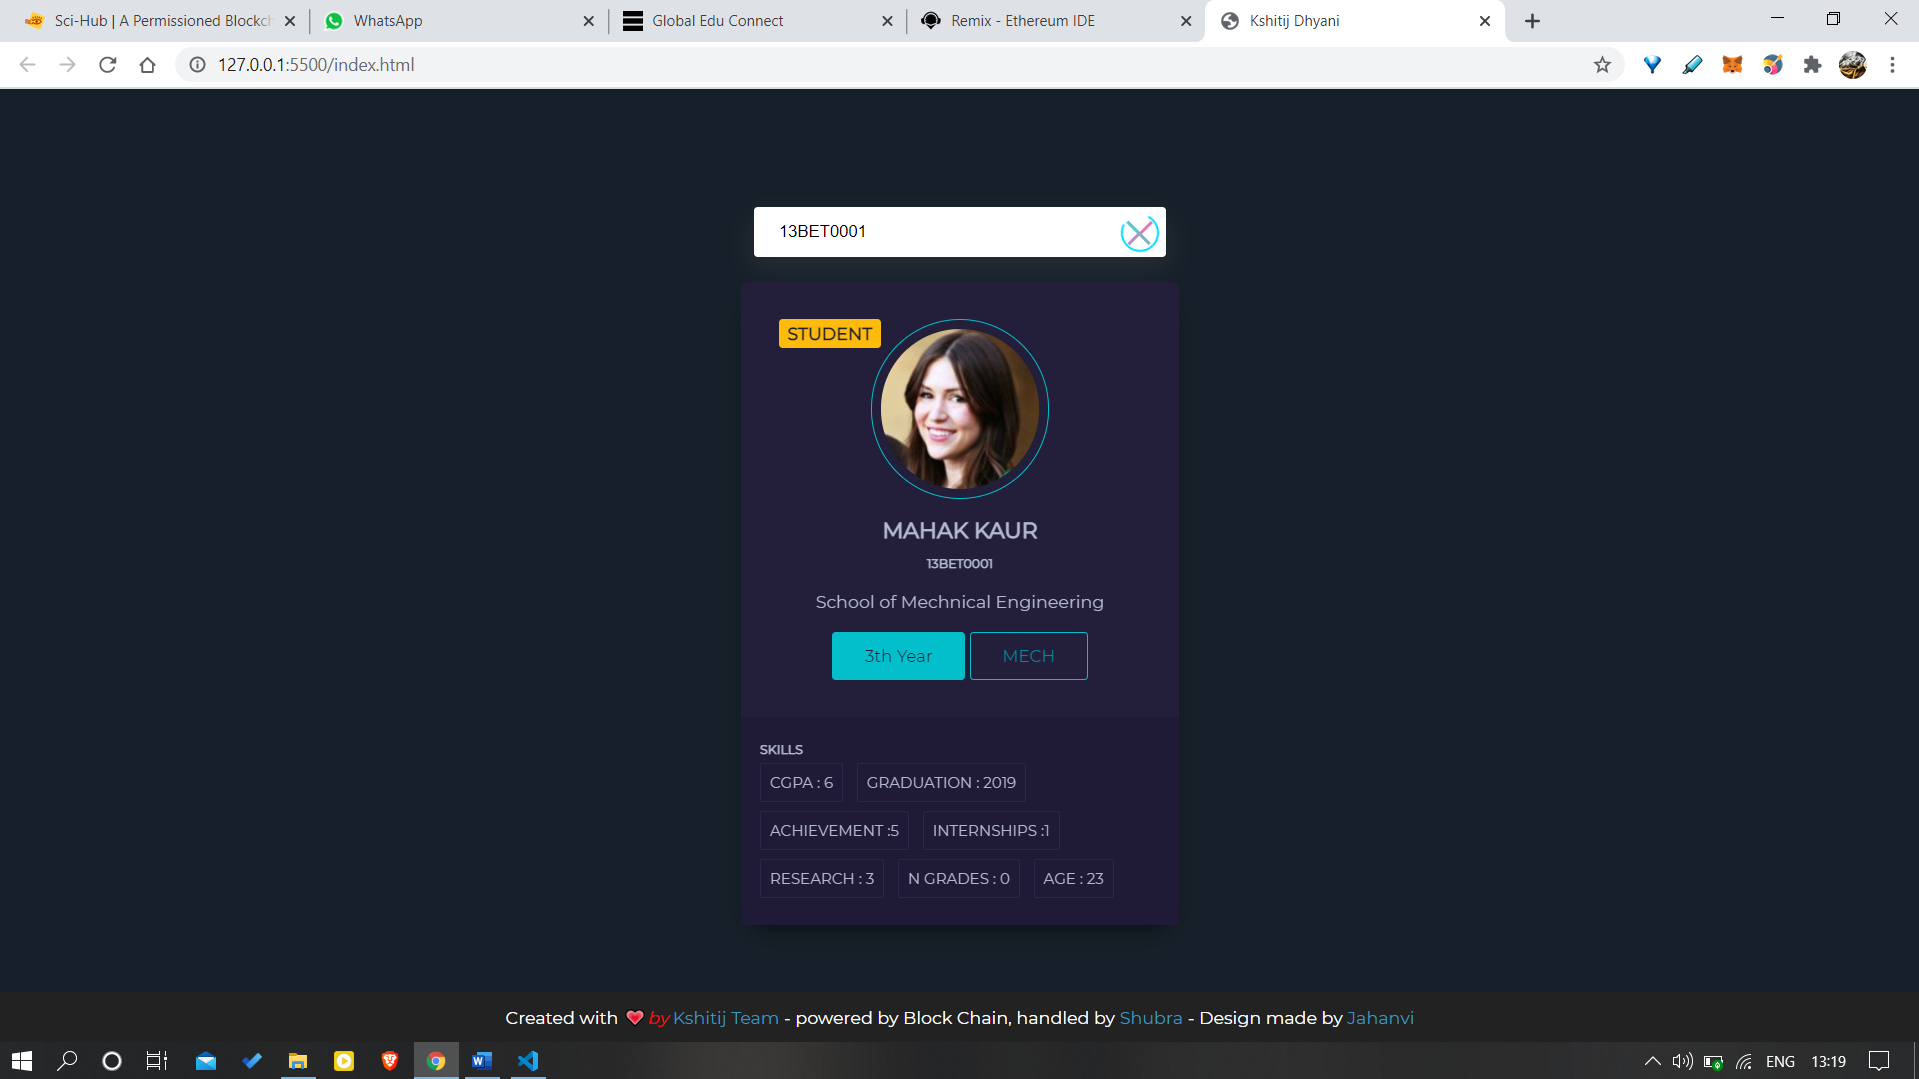 Sci-Hub | A Permissioned Blockch
WhatsApp
Global Edu Connect
Remix - Ethereum IDE
Kshitij Dhyani
127.0.0.1:5500/index.html
13BET0001
STUDENT
MAHAK KAUR
13BET0001
School of Mechnical Engineering
3th Year
MECH
SKILLS
CGPA : 6
GRADUATION : 2019
ACHIEVEMENT :5
INTERNSHIPS :1
RESEARCH : 3
N GRADES : 0
AGE : 23
Created with ❤ by Kshitij Team - powered by Block Chain, handled by Shubra - Design made by Jahanvi
ENG
13:19